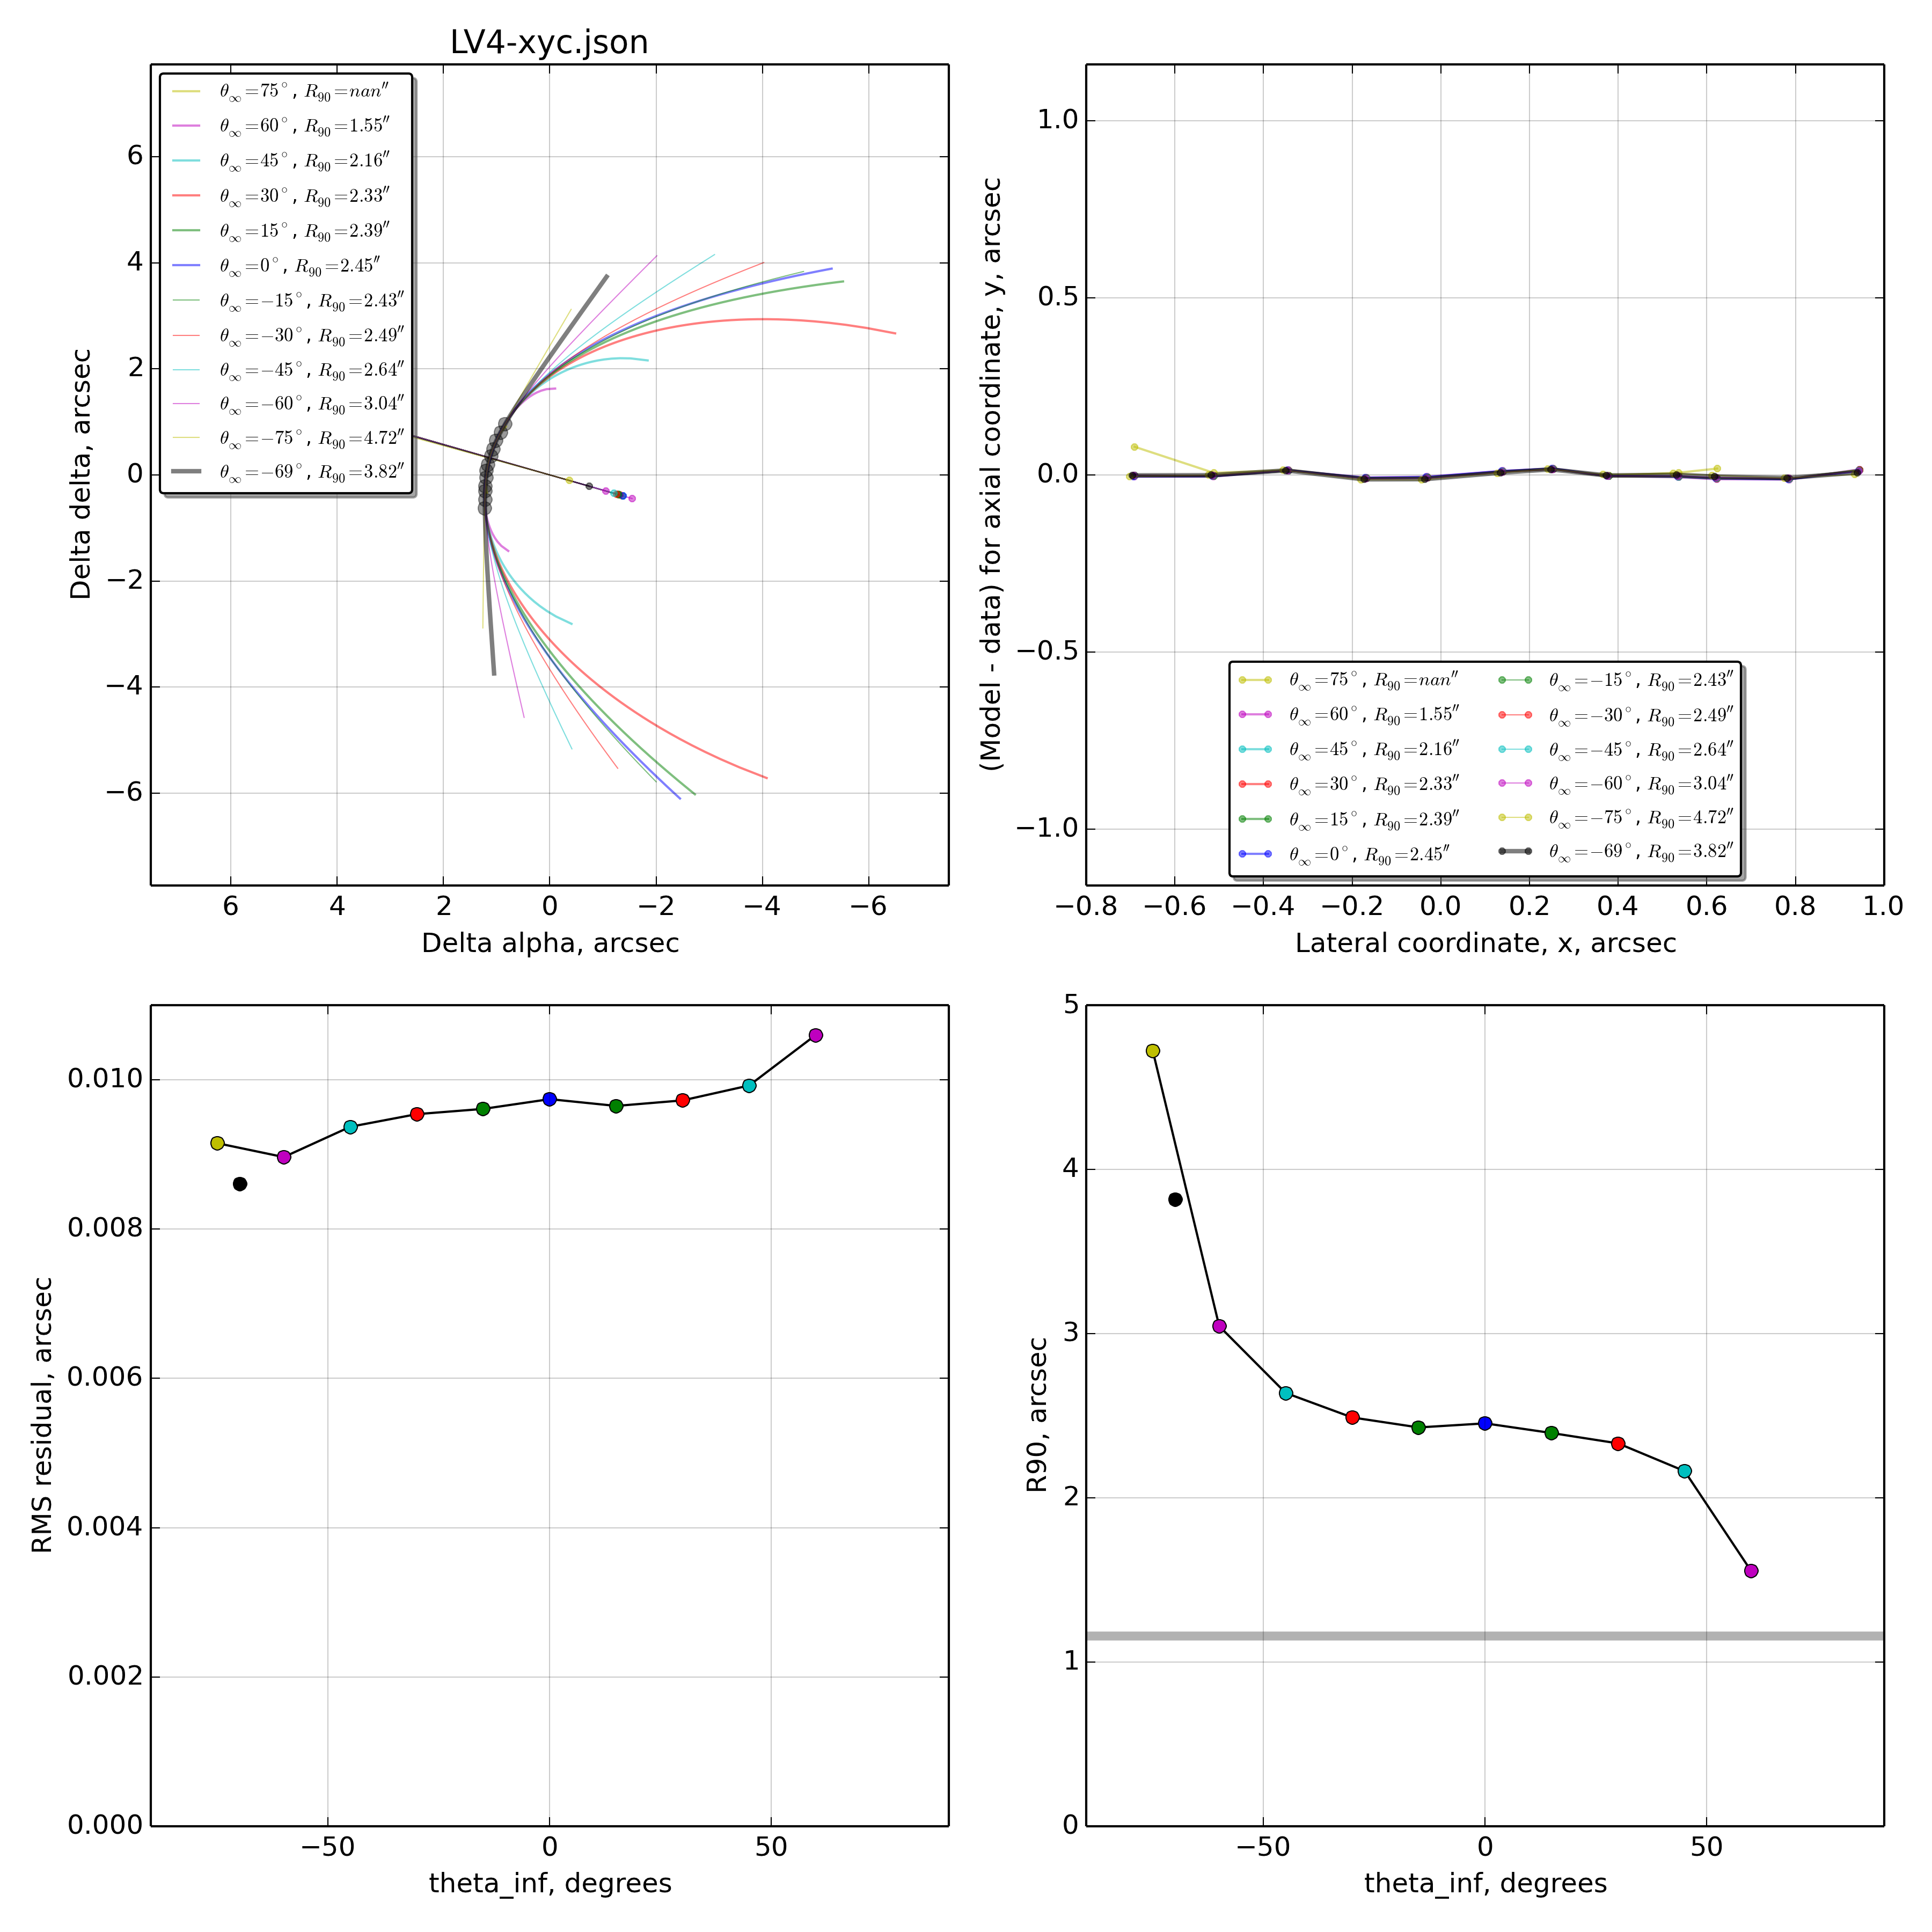 LV4-xyc.json
θ∞=75°, R90=nan″
θ∞=60°, R90=1.55″
θ∞=45°, R90=2.16″
θ∞=30°, R90=2.33″
θ∞=15°, R90=2.39″
θ∞=0°, R90=2.45″
θ∞=−15°, R90=2.43″
θ∞=−30°, R90=2.49″
θ∞=−45°, R90=2.64″
θ∞=−60°, R90=3.04″
θ∞=−75°, R90=4.72″
θ∞=−69°, R90=3.82″
6
4
2
0
−2
−4
−6
6 4 2 0 −2 −4 −6
Delta alpha, arcsec
Delta delta, arcsec
1.0
0.5
0.0
−0.5
−1.0
−0.8 −0.6 −0.4 −0.2 0.0 0.2 0.4 0.6 0.8 1.0
Lateral coordinate, x, arcsec
(Model - data) for axial coordinate, y, arcsec
θ∞=75°, R90=nan″
θ∞=60°, R90=1.55″
θ∞=45°, R90=2.16″
θ∞=30°, R90=2.33″
θ∞=15°, R90=2.39″
θ∞=0°, R90=2.45″
θ∞=−15°, R90=2.43″
θ∞=−30°, R90=2.49″
θ∞=−45°, R90=2.64″
θ∞=−60°, R90=3.04″
θ∞=−75°, R90=4.72″
θ∞=−69°, R90=3.82″
0.010
0.008
0.006
0.004
0.002
0.000
−50 0 50
theta_inf, degrees
RMS residual, arcsec
5
4
3
2
1
0
−50 0 50
theta_inf, degrees
R90, arcsec